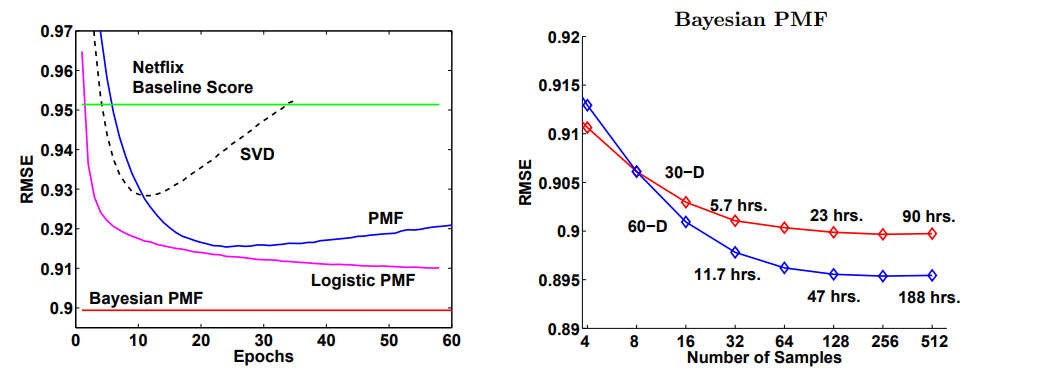 0.97
0.96
0.95
0.94
0.93
0.92
0.91
0.9
RMSE
0
10
20
30
40
50
60
Epochs
Netflix
Baseline Score
SVD
PMF
Logistic PMF
Bayesian PMF
Bayesian PMF
0.92
0.915
0.91
0.905
0.9
0.895
0.89
RMSE
4
8
16
32
64
128
256
512
Number of Samples
30−D
5.7 hrs.
23 hrs.
90 hrs.
60−D
11.7 hrs.
47 hrs.
188 hrs.